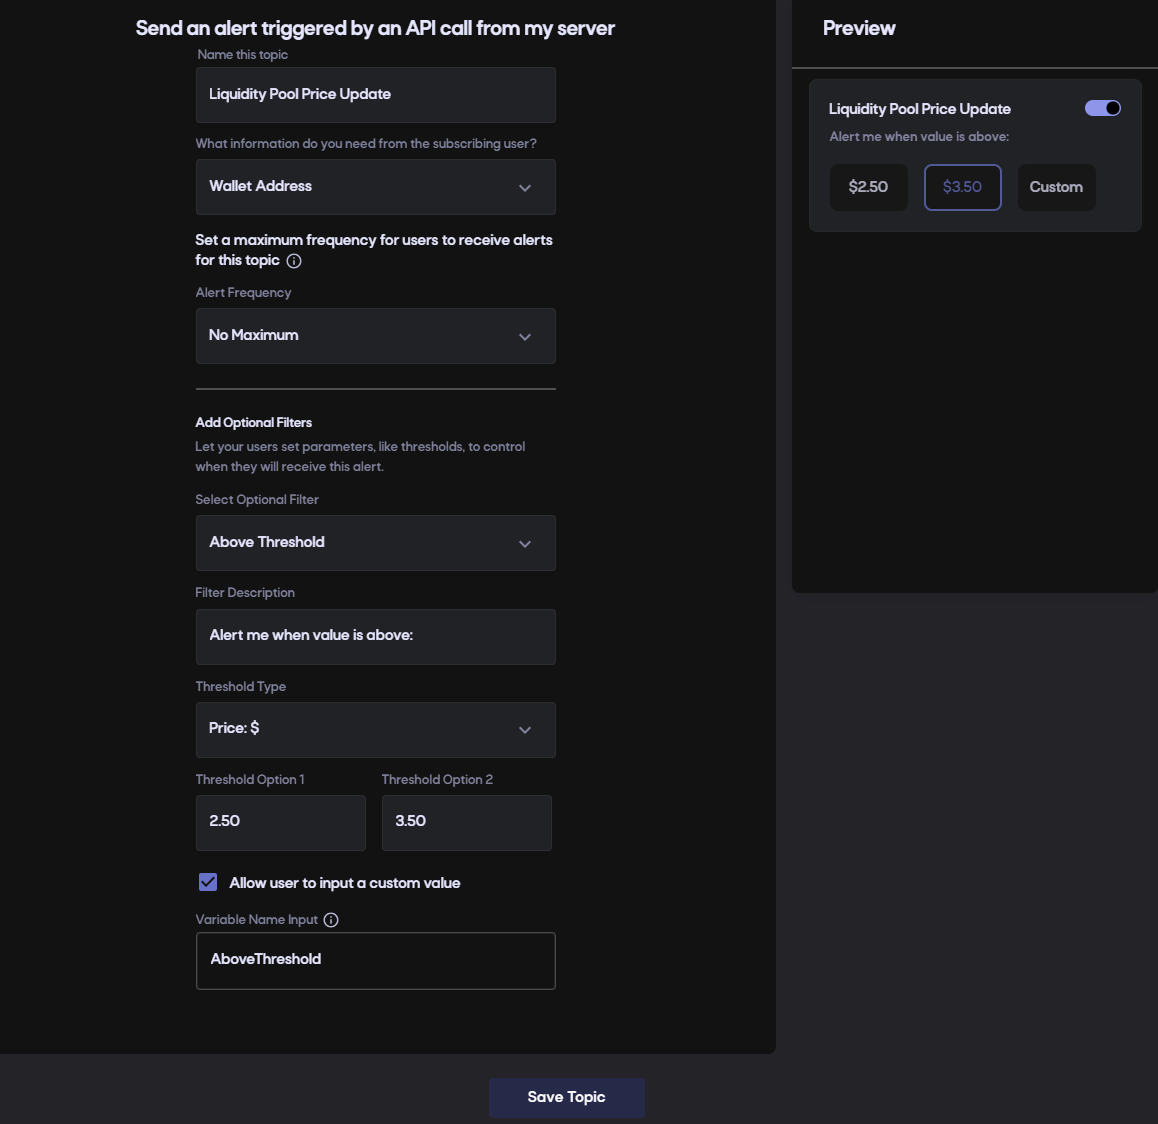 Send an alert triggered by an API call from my server
Name this topic
Liquidity Pool Price Update
What information do you need from the subscribing user?
Wallet Address
Set a maximum frequency for users to receive alerts
for this topic
Alert Frequency
No Maximum
Add Optional Filters
Let your users set parameters, like thresholds, to control
when they will receive this alert.
Select Optional Filter
Above Threshold
Filter Description
Alert me when value is above:
Threshold Type
Price: $
Threshold Option 1
Threshold Option 2
2.50
3.50
Allow user to input a custom value
Variable Name Input
AboveThreshold
Save Topic
Preview
Liquidity Pool Price Update
Alert me when value is above:
$2.50
$3.50
Custom